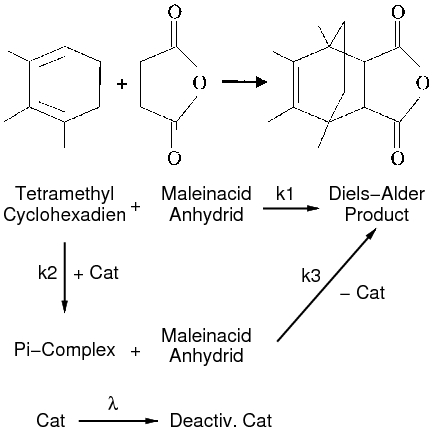 O
+
O
O
O
O
O
Tetramethyl
Cyclohexadien
+
Maleinacid
Anhydrid
k1
Diels−Alder
Product
k2
+ Cat
k3
− Cat
Pi−Complex
+
Maleinacid
Anhydrid
Cat
λ
Deactiv. Cat